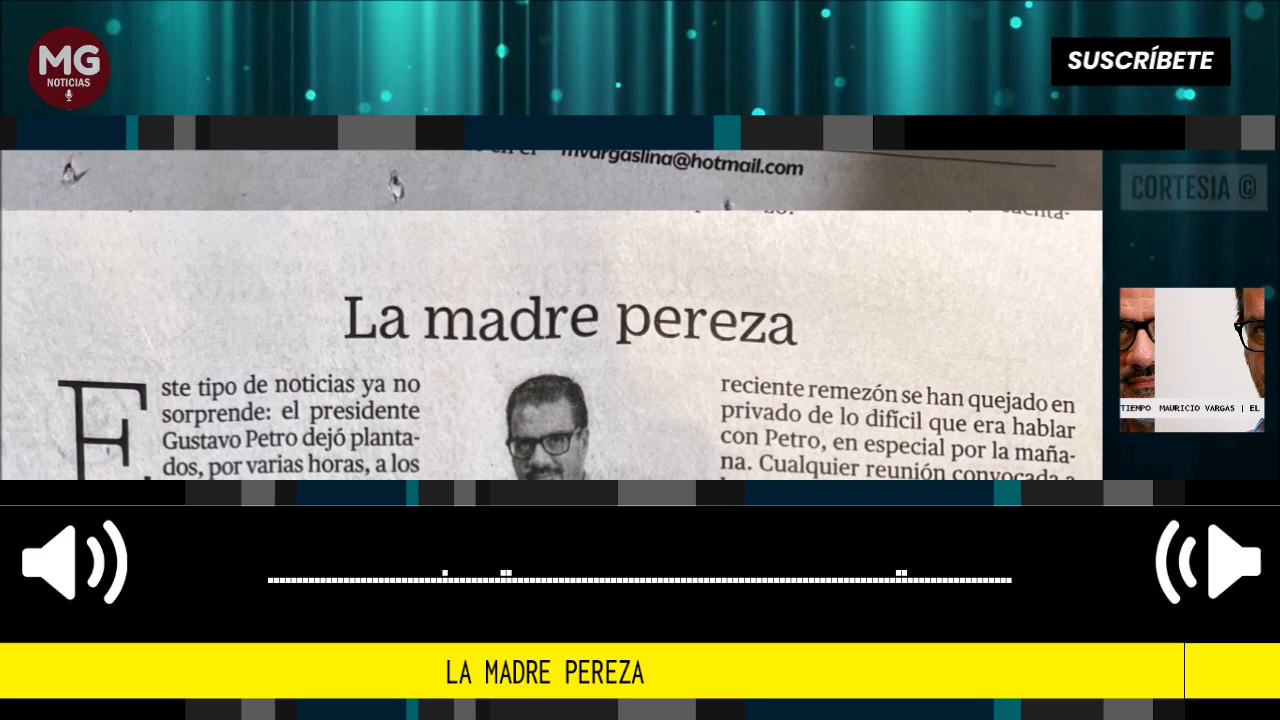 MG
NOTICIAS
SUSCRÍBETE
mvargaslina@hotmail.com
CORTESIA ©
La madre pereza
Este tipo de noticias ya no
sorprende: el presidente
Gustavo Petro dejó planta-
dos, por varias horas, a los
reciente remezón se han quejado en
privado de lo difícil que era hablar
con Petro, en especial por la maña-
na. Cualquier reunión convocada a
TIEMPO MAURICIO VARGAS | EL
LA MADRE PEREZA